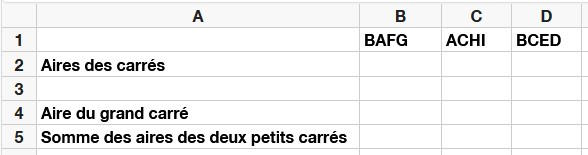 A B C D
1 BAFG ACHI BCED
2 Aires des carrés
3
4 Aire du grand carré
5 Somme des aires des deux petits carrés